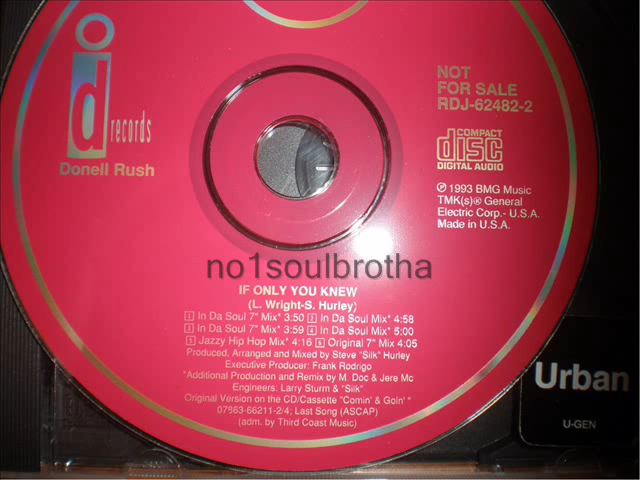 id records
Donell Rush
NOT
FOR SALE
RDJ-62482-2
COMPACT
disc
DIGITAL AUDIO
℗ 1993 BMG Music
TMK(s)® General
Electric Corp.- U.S.A.
Made in U.S.A.
no1soulbrotha
IF ONLY YOU KNEW
(L. Wright-S. Hurley)
1 In Da Soul 7" Mix* 3:50 2 In Da Soul Mix* 4:58
3 In Da Soul 7" Mix* 3:59 4 In Da Soul Mix* 5:00
5 Jazzy Hip Hop Mix* 4:16 6 Original 7" Mix 4:05
Produced, Arranged and Mixed by Steve "Silk" Hurley
Executive Producer: Frank Rodrigo
*Additional Production and Remix by M. Doc & Jere Mc
Engineers: Larry Sturm & "Silk"
Original Version on the CD/Cassette "Comin' & Goin' "
07863-66211-2/4; Last Song (ASCAP)
(adm. by Third Coast Music)
Urban
U-GEN